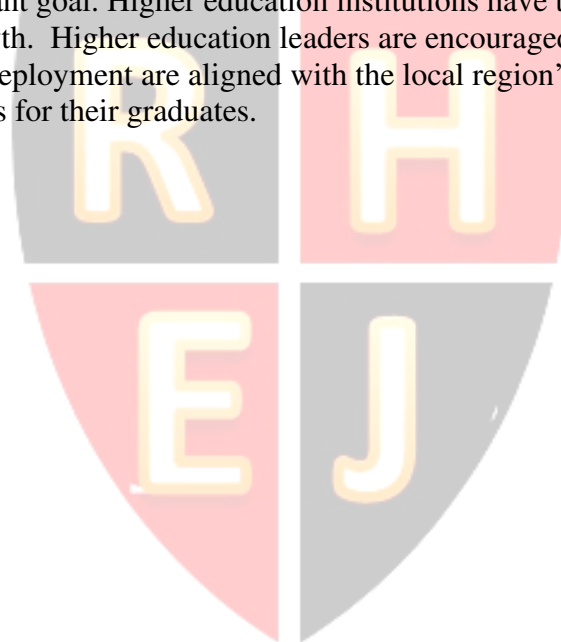 ant goal. Higher education institutions have t
th. Higher education leaders are encouraged
eployment are aligned with the local region’
s for their graduates.
R H
E J